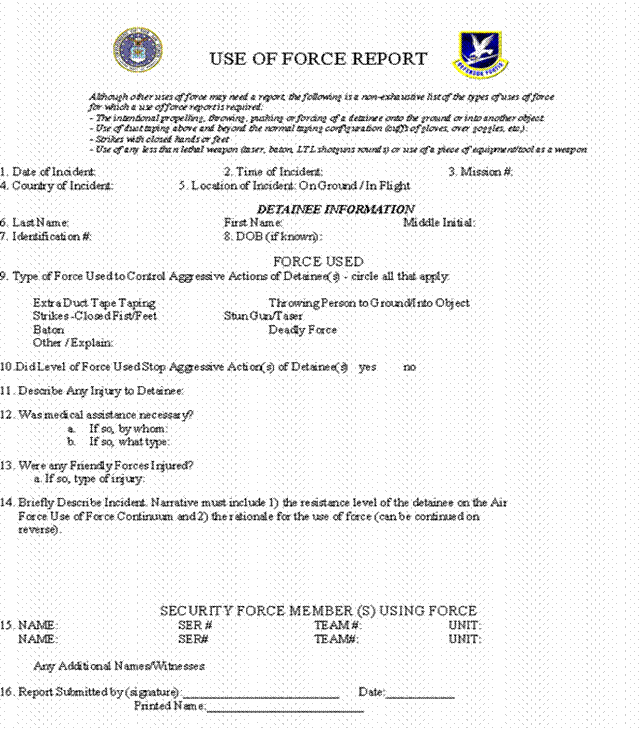 USE OF FORCE REPORT
DEFENSOR FORTIS
Although other uses of force may need a report, the following is a non-exhaustive list of the types of uses of force
for which a use of force report is required:
- The intentional propelling, throwing, pushing or forcing of a detainee onto the ground or into another object
- Use of duct taping above and beyond the normal taping configuration (cuffs of gloves, over goggles, etc).
- Strikes with closed hands or feet
- Use of any less than lethal weapon (taser, baton, LTL shotguns rounds) or use of a piece of equipment/tool as a weapon
1. Date of Incident: 2. Time of Incident: 3. Mission #:
4. Country of Incident: 5. Location of Incident: On Ground / In Flight
DETAINEE INFORMATION
6. Last Name: First Name: Middle Initial:
7. Identification #: 8. DOB (if known):
FORCE USED
9. Type of Force Used to Control Aggressive Actions of Detainee(s) - circle all that apply:
Extra Duct Tape Taping Throwing Person to Ground/Into Object
Strikes -Closed Fist/Feet Stun Gun/Taser
Baton Deadly Force
Other / Explain:
10.Did Level of Force Used Stop Aggressive Action(s) of Detainee(s) yes no
11. Describe Any Injury to Detainee:
12. Was medical assistance necessary?
a. If so, by whom:
b. If so, what type:
13. Were any Friendly Forces Injured?
a. If so, type of injury:
14. Briefly Describe Incident. Narrative must include 1) the resistance level of the detainee on the Air
Force Use of Force Continuum and 2) the rationale for the use of force (can be continued on
reverse).
SECURITY FORCE MEMBER (S) USING FORCE
15. NAME: SER # TEAM #: UNIT:
NAME: SER# TEAM#: UNIT:
Any Additional Names/Witnesses
16. Report Submitted by (signature):____________________ Date:__________
Printed Name:____________________